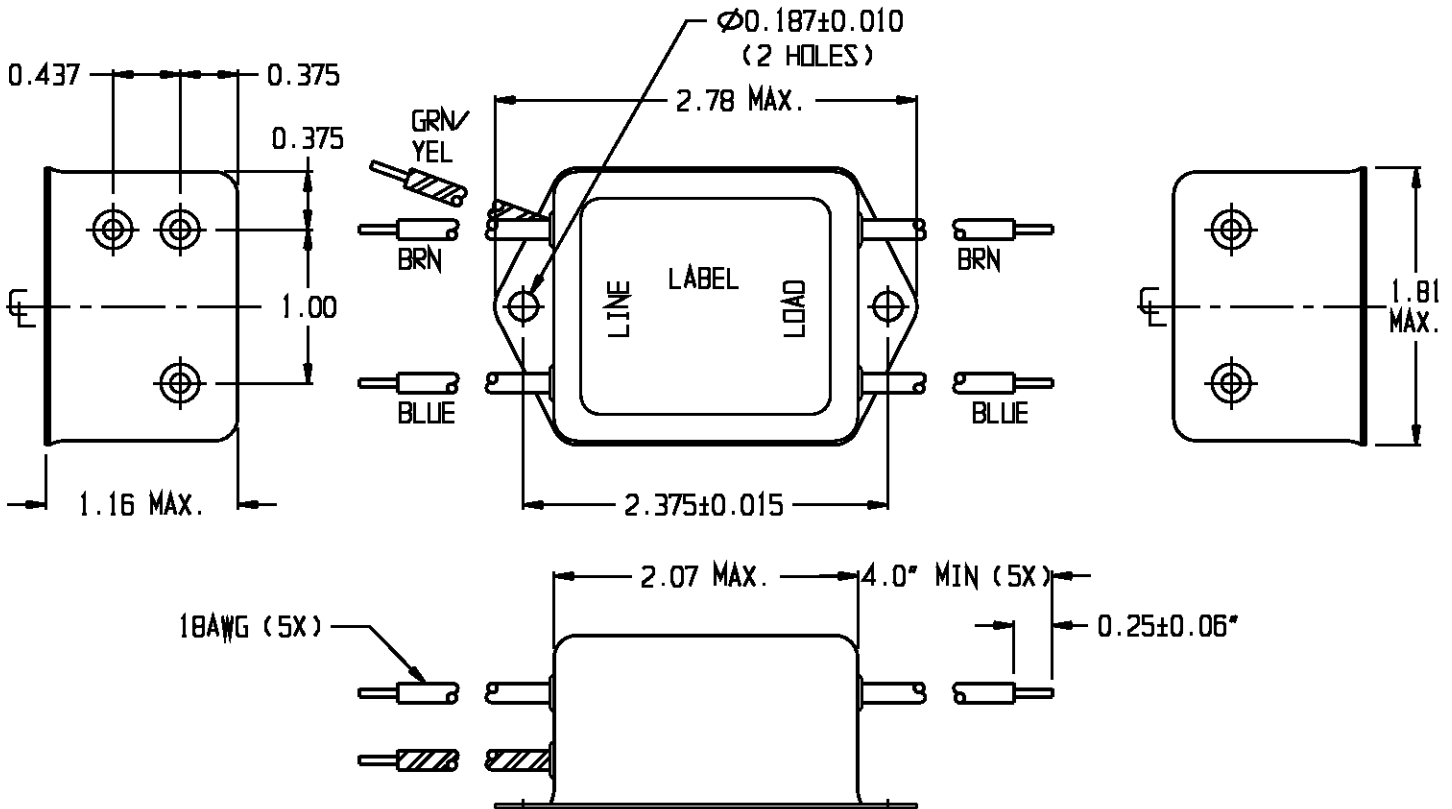 Ø0.187±0.010
(2 HOLES)
0.437
0.375
2.78 MAX.
GRN/
YEL
0.375
BRN
BRN
LABEL
LINE
LOAD
℄
1.00
℄
1.81
MAX.
BLUE
BLUE
1.16 MAX.
2.375±0.015
2.07 MAX.
4.0" MIN (5X)
18AWG (5X)
0.25±0.06"